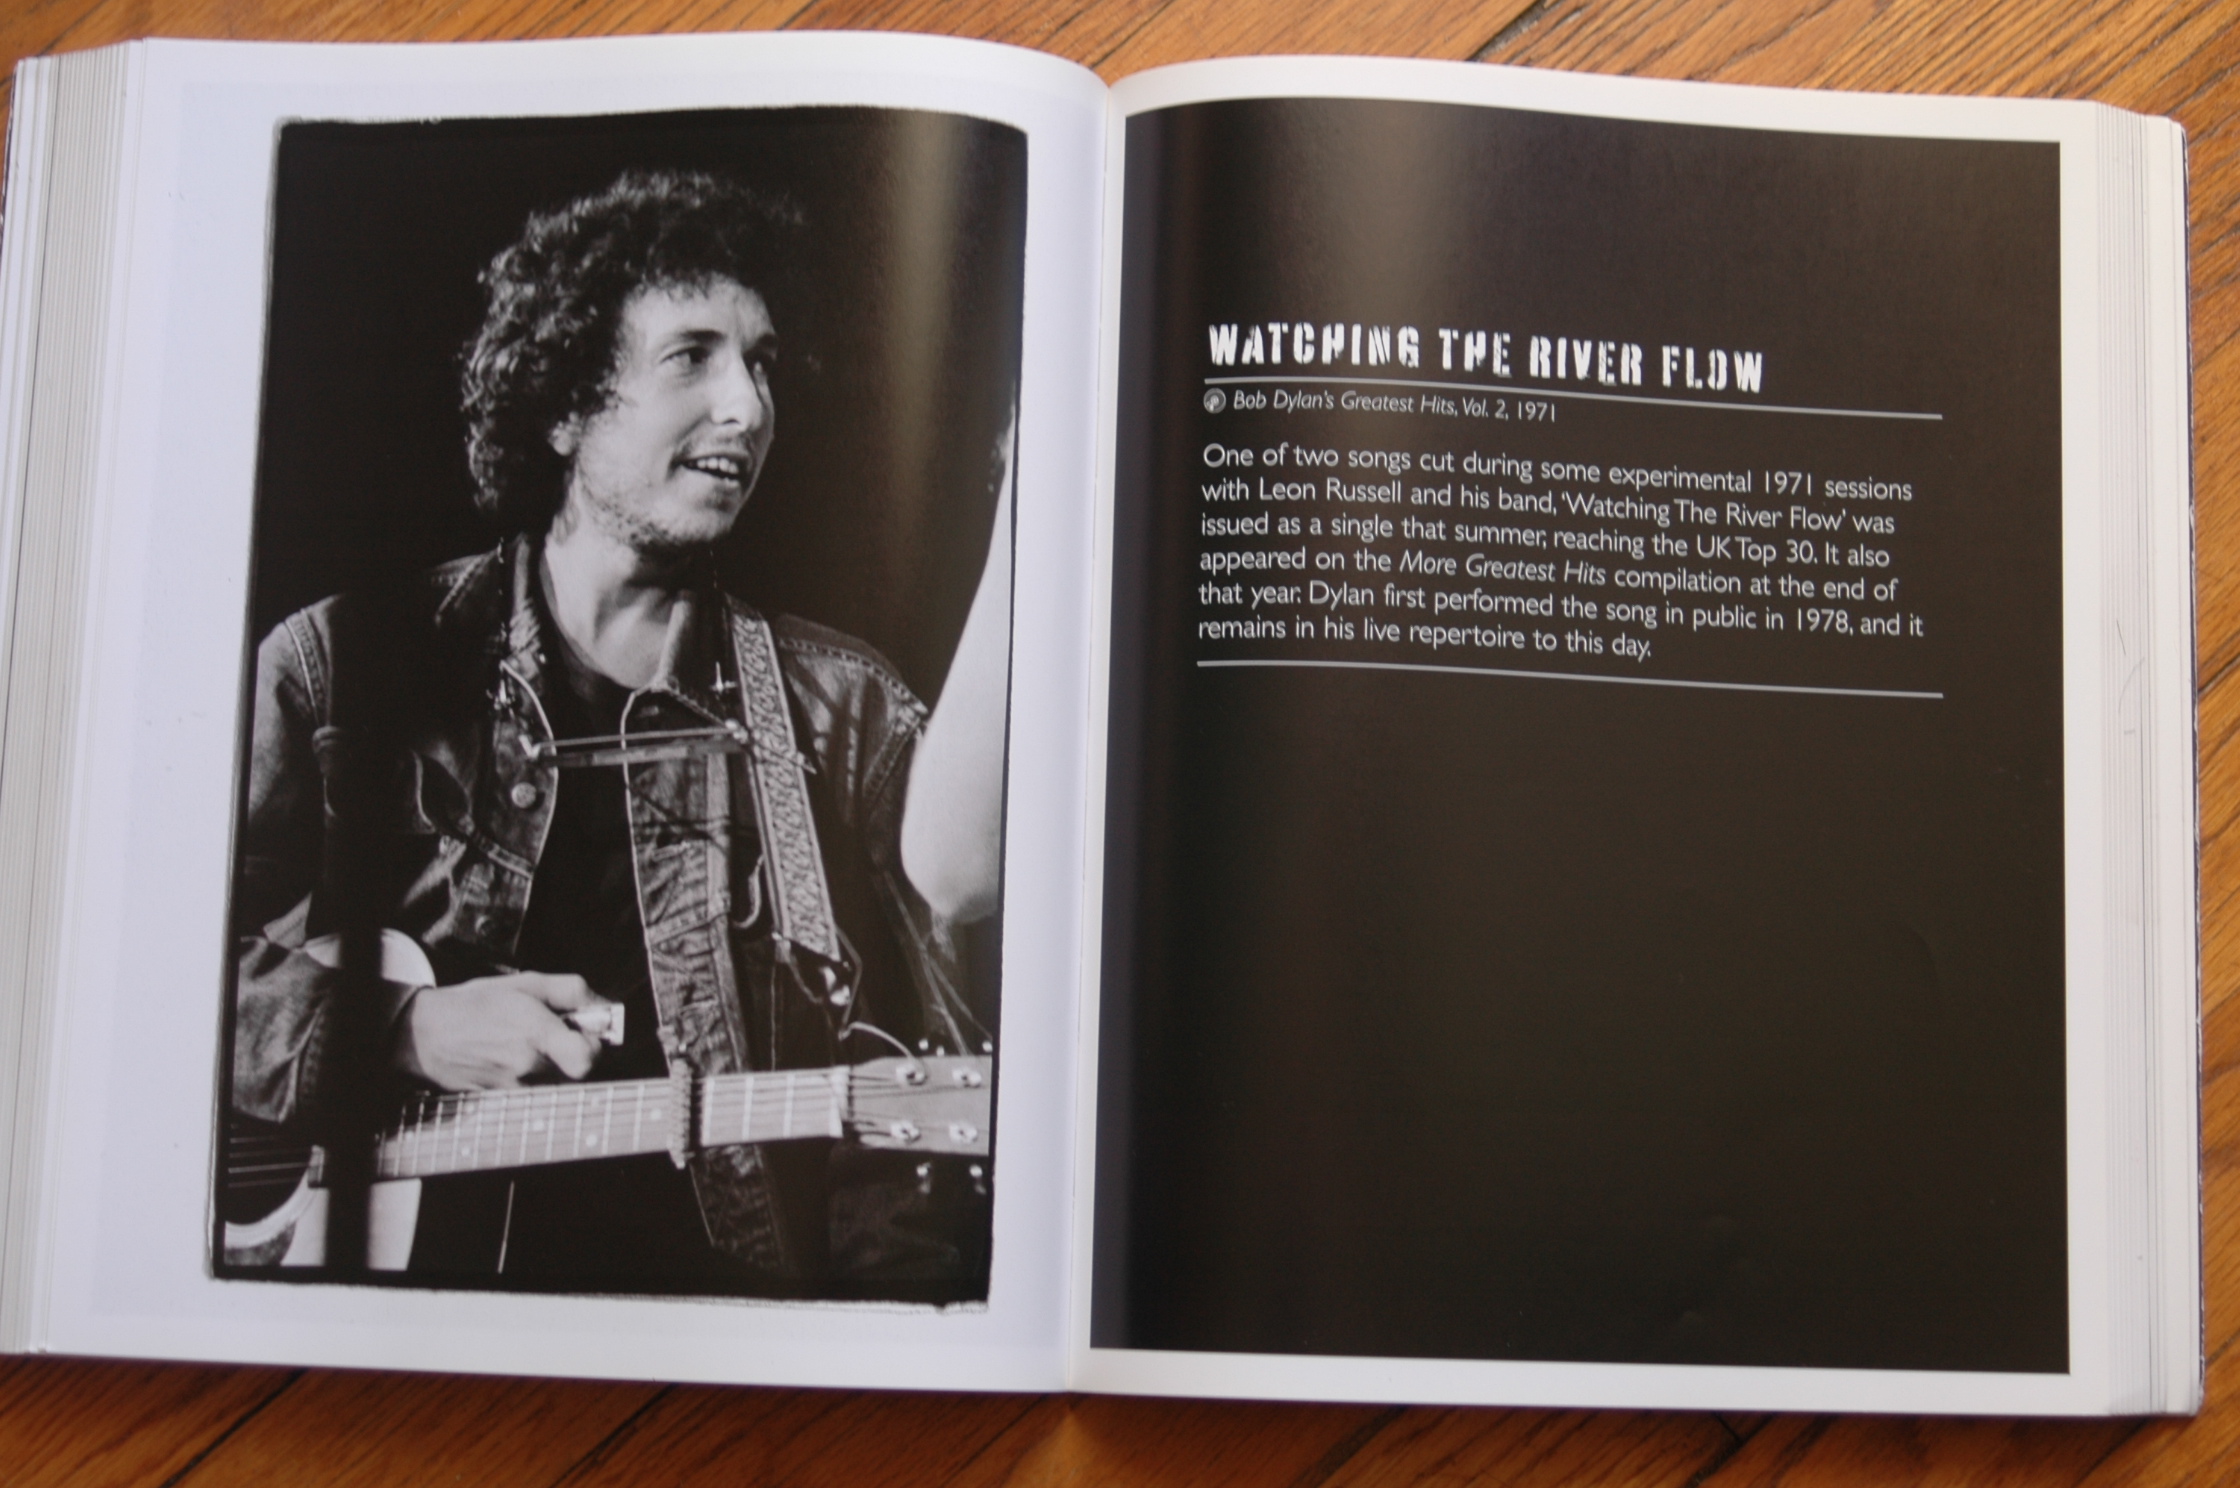 WATCHING THE RIVER FLOW
Bob Dylan's Greatest Hits, Vol. 2, 1971
One of two songs cut during some experimental 1971 sessions
with Leon Russell and his band, 'Watching The River Flow' was
issued as a single that summer, reaching the UK Top 30. It also
appeared on the More Greatest Hits compilation at the end of
that year. Dylan first performed the song in public in 1978, and it
remains in his live repertoire to this day.